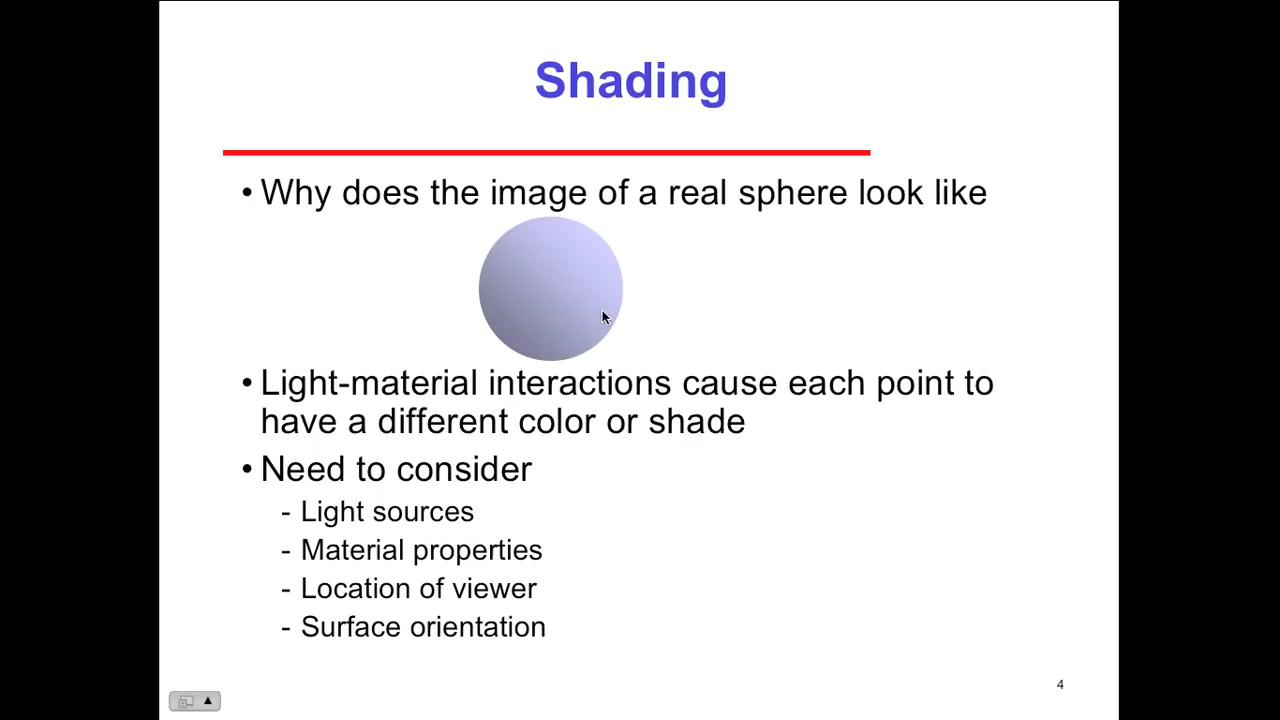 Shading
• Why does the image of a real sphere look like
• Light-material interactions cause each point to
have a different color or shade
• Need to consider
- Light sources
- Material properties
- Location of viewer
- Surface orientation
4